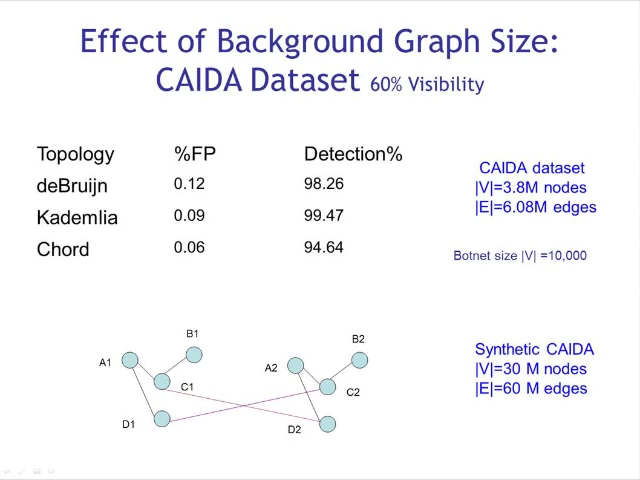 Effect of Background Graph Size:
CAIDA Dataset 60% Visibility
Topology %FP Detection%
deBruijn 0.12 98.26
Kademlia 0.09 99.47
Chord 0.06 94.64
CAIDA dataset
|V|=3.8M nodes
|E|=6.08M edges
Botnet size |V| =10,000
A1
B1
C1
D1
A2
B2
C2
D2
Synthetic CAIDA
|V|=30 M nodes
|E|=60 M edges